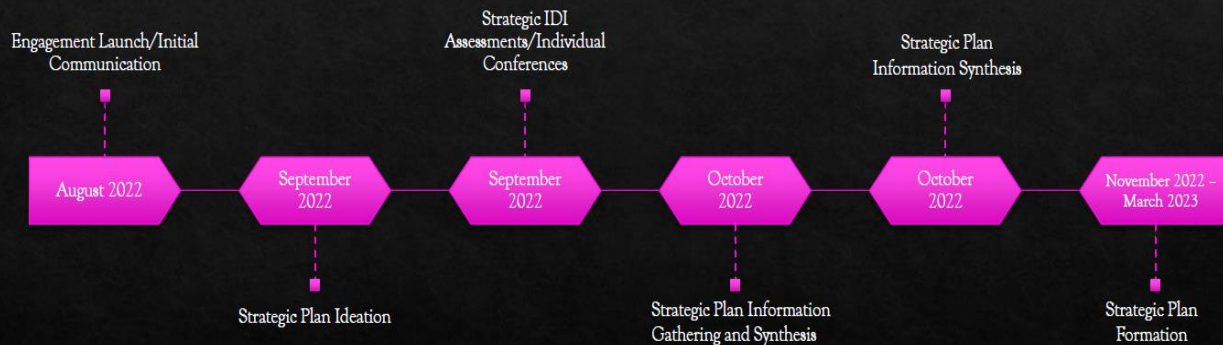 Engagement Launch/Initial
Communication
Strategic IDI
Assessments/Individual
Conferences
Strategic Plan
Information Synthesis
August 2022
September
2022
September
2022
October
2022
October
2022
November 2022 –
March 2023
Strategic Plan Ideation
Strategic Plan Information
Gathering and Synthesis
Strategic Plan
Formation